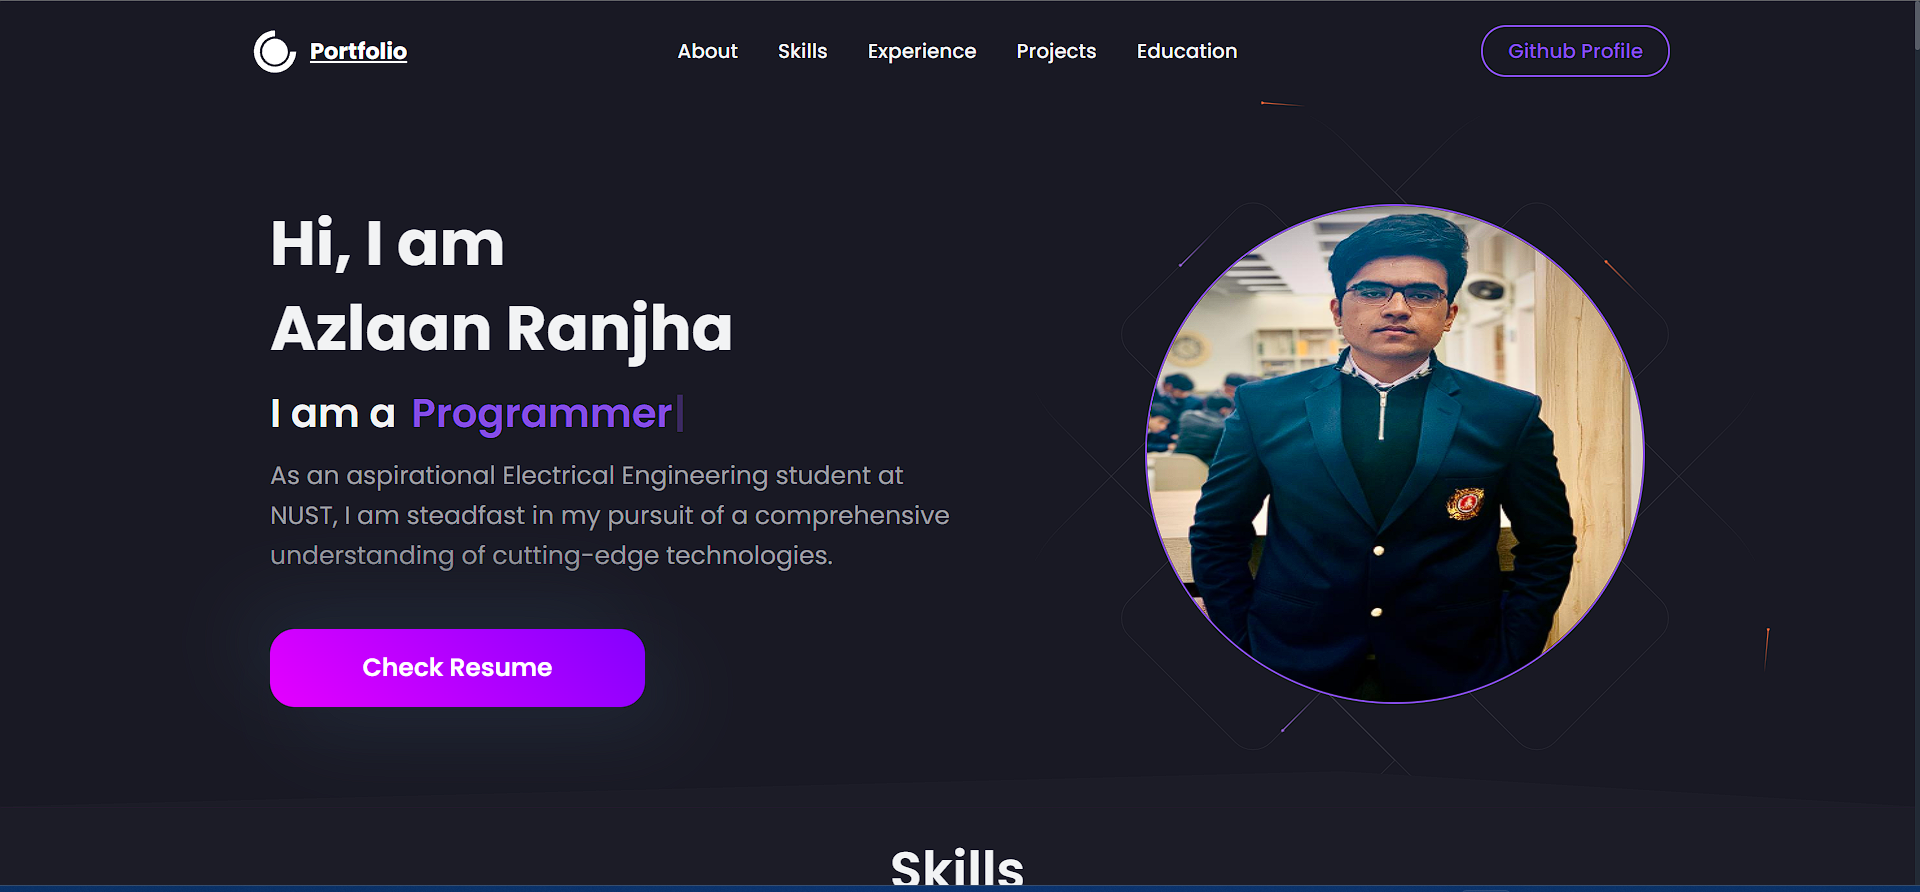 Portfolio
About
Skills
Experience
Projects
Education
Github Profile
Hi, I am
Azlaan Ranjha
I am a Programmer
As an aspirational Electrical Engineering student at
NUST, I am steadfast in my pursuit of a comprehensive
understanding of cutting-edge technologies.
Check Resume
Skills